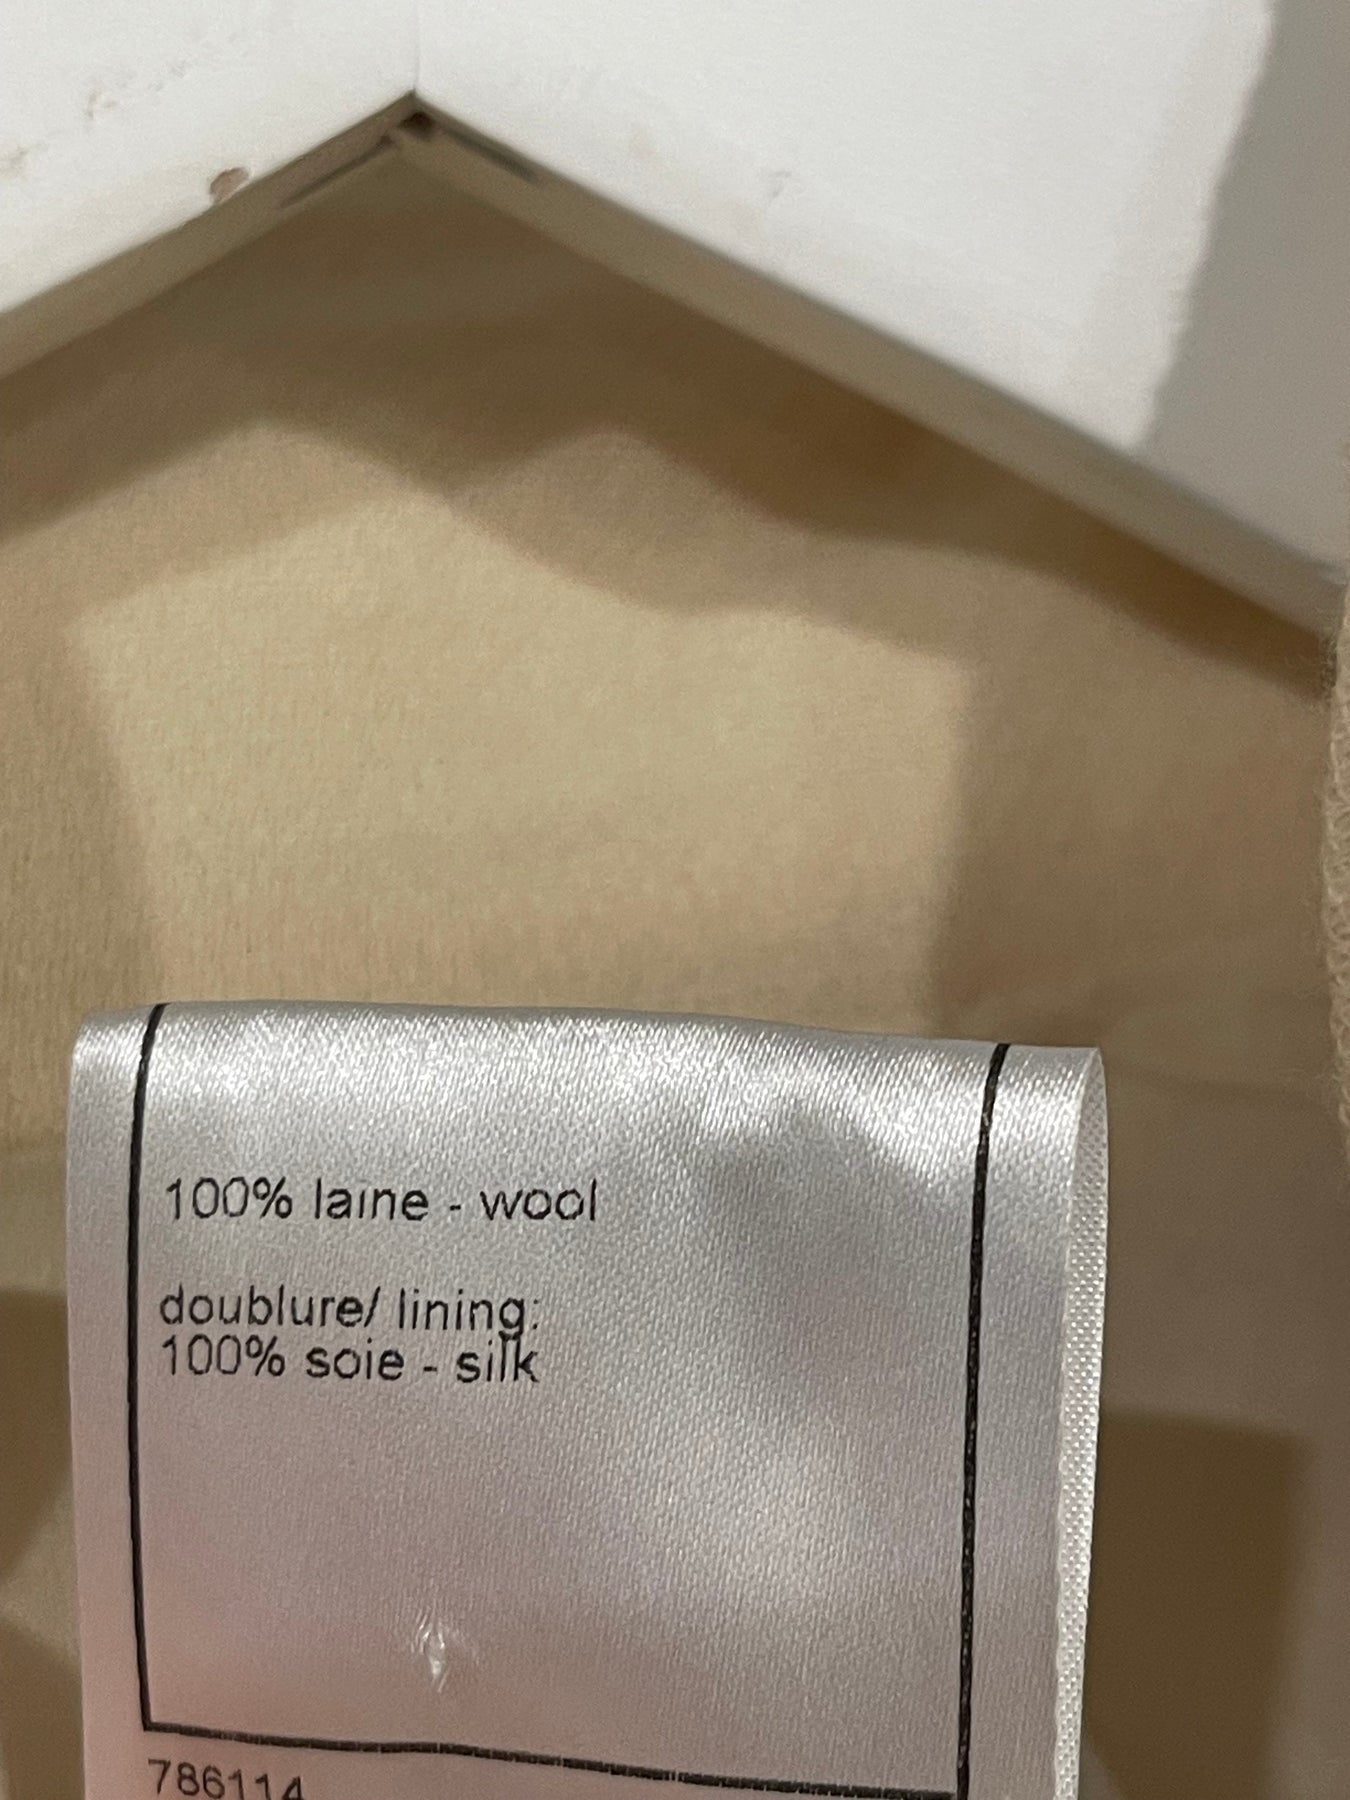 100% laine - wool
doublure/ lining:
100% soie - silk
786114